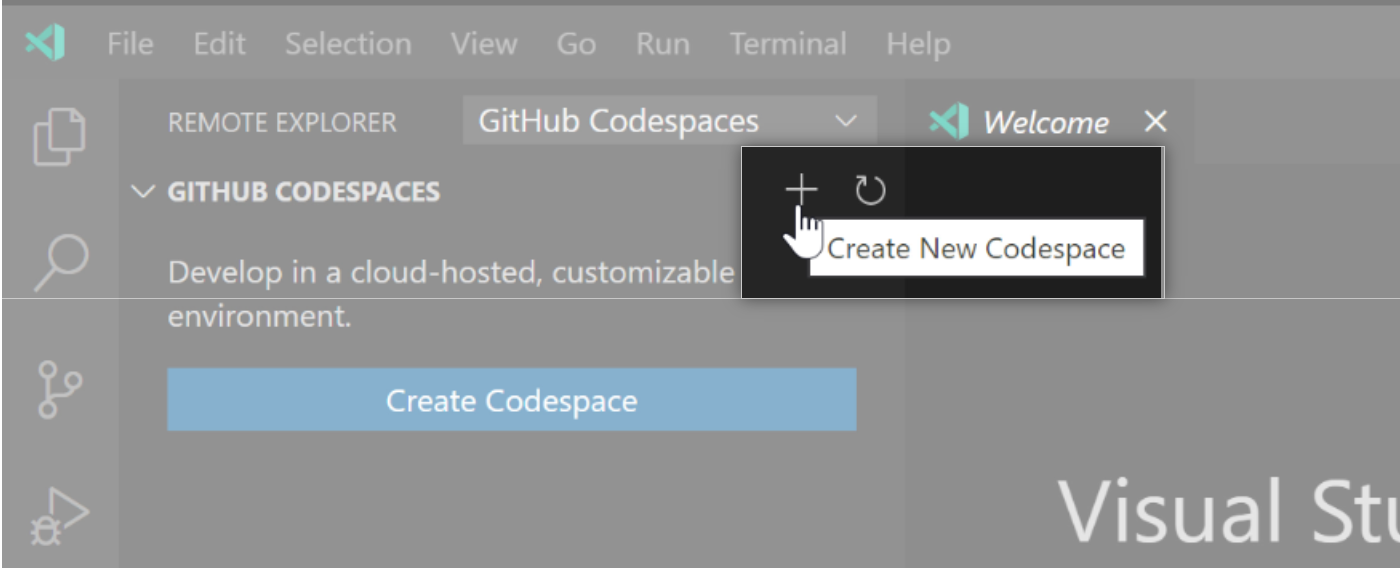 File Edit Selection View Go Run Terminal Help
REMOTE EXPLORER GitHub Codespaces Welcome
GITHUB CODESPACES
Create New Codespace
Develop in a cloud-hosted, customizable
environment.
Create Codespace
Visual Stu